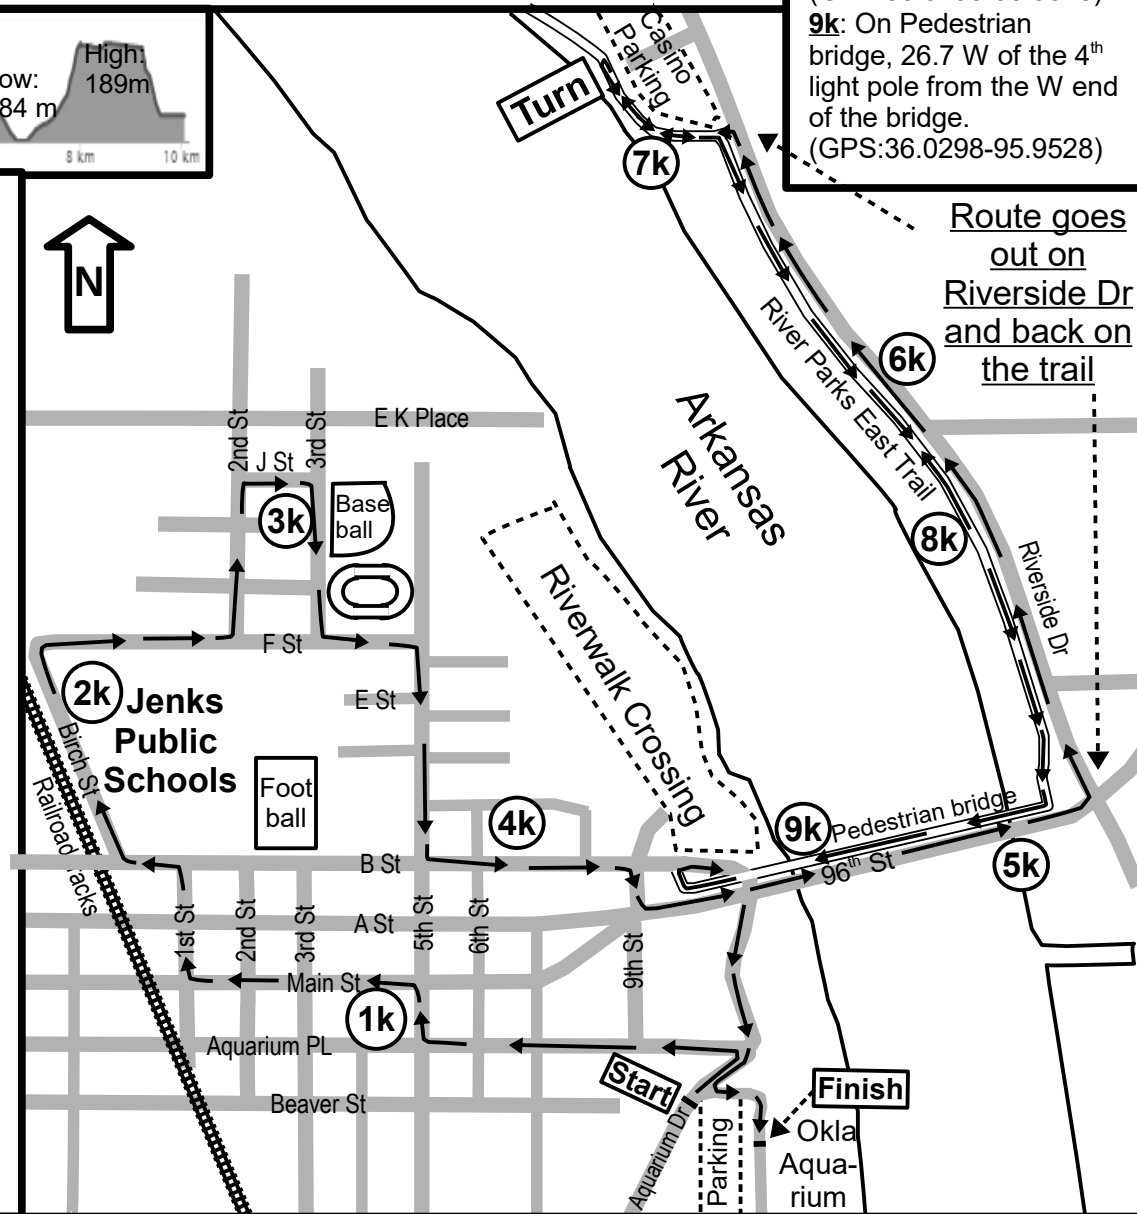 9k: On Pedestrian
bridge, 26.7 W of the 4th
light pole from the W end
of the bridge.
(GPS:36.0298-95.9528)
High:
189m
ow:
84 m
8 km
10 km
N
Casino
Parking
Turn
7k
Route goes
out on
Riverside Dr
and back on
the trail
6k
River Parks East Trail
Arkansas
River
8k
Riverside Dr
2nd St
3rd St
E K Place
J St
3k
Base
ball
F St
2k
Jenks
Public
Schools
E St
Birch St
Railroad
racks
Foot
ball
Riverwalk Crossing
4k
9k
Pedestrian bridge
96th St
5k
B St
1st St
2nd St
3rd St
A St
5th St
6th St
9th St
Main St
1k
Aquarium PL
Start
Finish
Beaver St
Aquarium Dr
Parking
Okla
Aqua-
rium